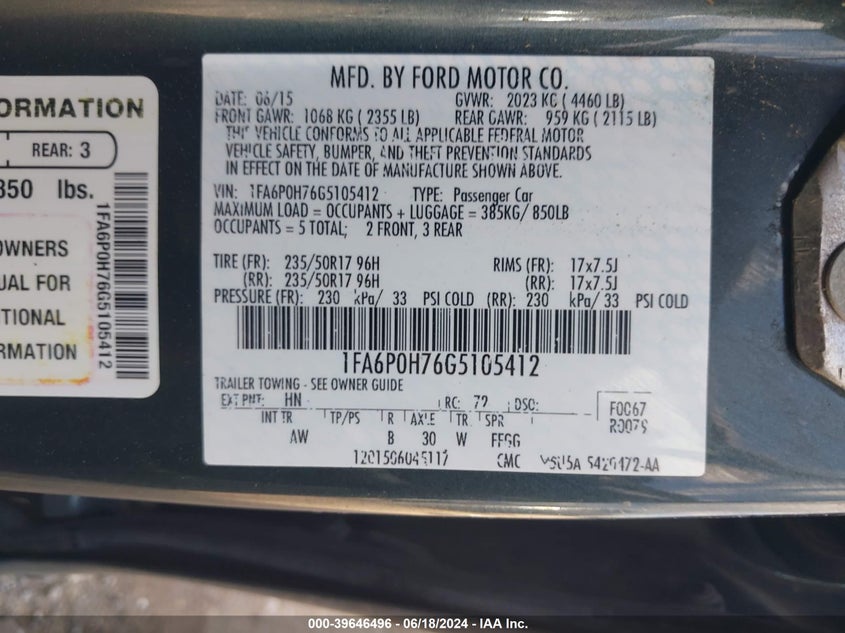 ORMATION
REAR: 3
350 lbs.
OWNERS
UAL FOR
TIONAL
RMATION
1FA6P0H76G5105412
MFD. BY FORD MOTOR CO.
DATE: 06/15 GVWR: 2023 KG ( 4460 LB)
FRONT GAWR: 1068 KG ( 2355 LB) REAR GAWR: 959 KG ( 2115 LB)
THIS VEHICLE CONFORMS TO ALL APPLICABLE FEDERAL MOTOR
VEHICLE SAFETY, BUMPER, AND THEFT PREVENTION STANDARDS
IN EFFECT ON THE DATE OF MANUFACTURE SHOWN ABOVE.
VIN: 1FA6P0H76G5105412 TYPE: Passenger Car
MAXIMUM LOAD = OCCUPANTS + LUGGAGE = 385KG/ 850LB
OCCUPANTS = 5 TOTAL; 2 FRONT, 3 REAR
TIRE (FR): 235/50R17 96H RIMS (FR): 17x7.5J
(RR): 235/50R17 96H (RR): 17x7.5J
PRESSURE (FR): 230 kPa/ 33 PSI COLD (RR): 230 kPa/ 33 PSI COLD
1FA6P0H76G5105412
TRAILER TOWING - SEE OWNER GUIDE
EXT PNT: HN RC: 72 DSO: F0C67
INT TR TP/PS R AXLE TR SPR
AW B 30 W FFGG
CMC
000-39646496 - 06/18/2024 - IAA Inc.